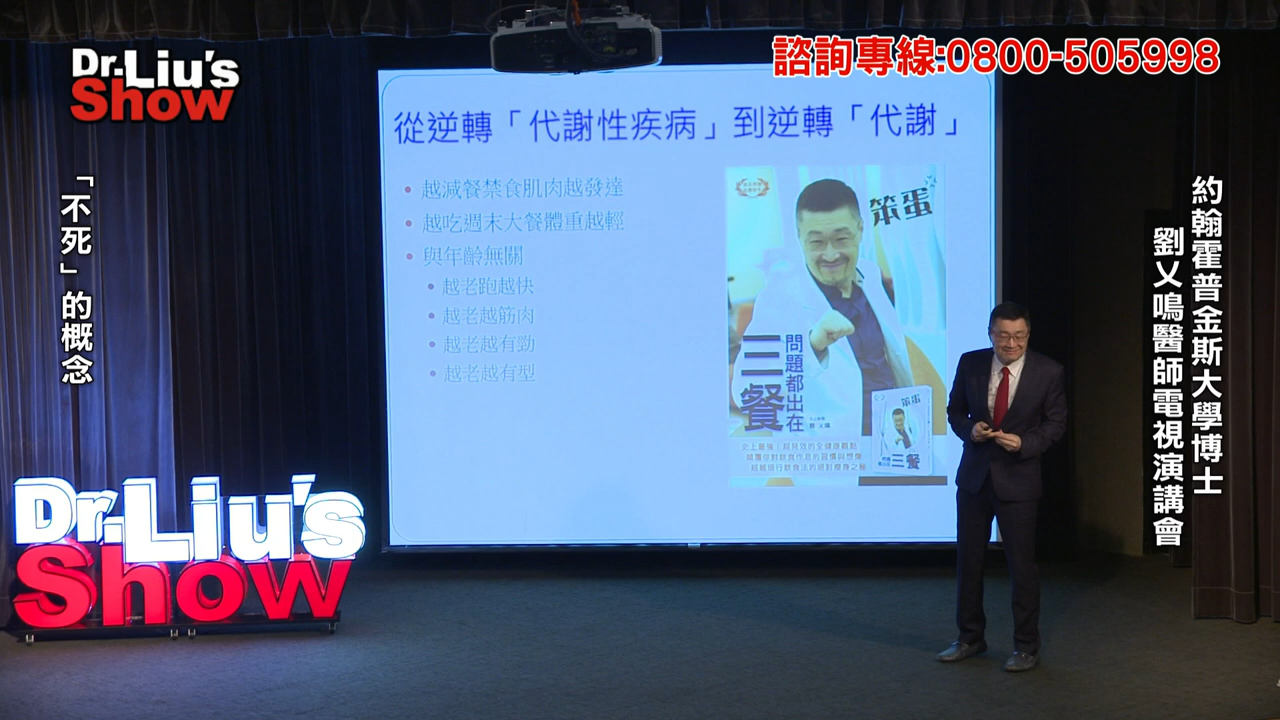 Dr.Liu's
Show
諮詢專線:0800-505998
「不死」的概念
約翰霍普金斯大學博士
劉乂鳴醫師電視演講會
從逆轉「代謝性疾病」到逆轉「代謝」
越減餐禁食肌肉越發達
越吃週末大餐體重越輕
與年齡無關
越老跑越快
越老越筋肉
越老越有勁
越老越有型
笨蛋
問題都出在
三餐
笨蛋
三餐
Dr.Liu's
Show